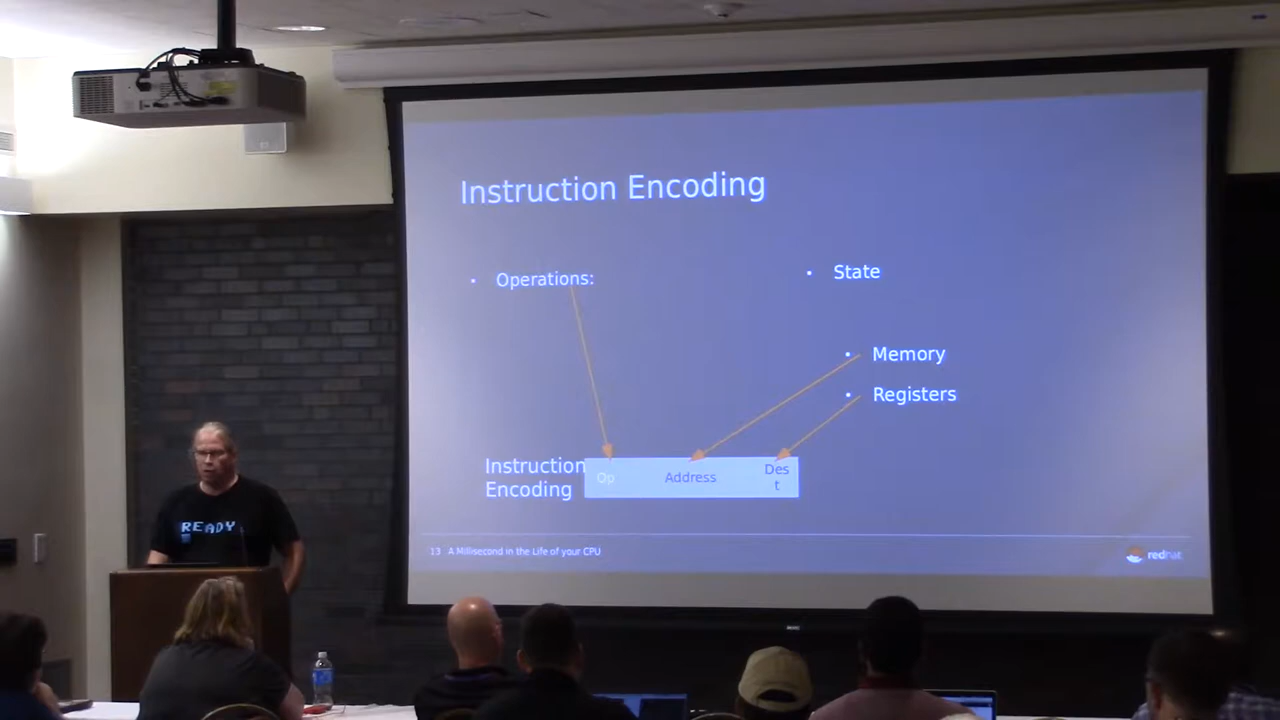 Instruction Encoding
• Operations:
• State
• Memory
• Registers
Instruction
Encoding
Op
Address
Des
t
13 A Millisecond in the Life of your CPU
redhat
READY